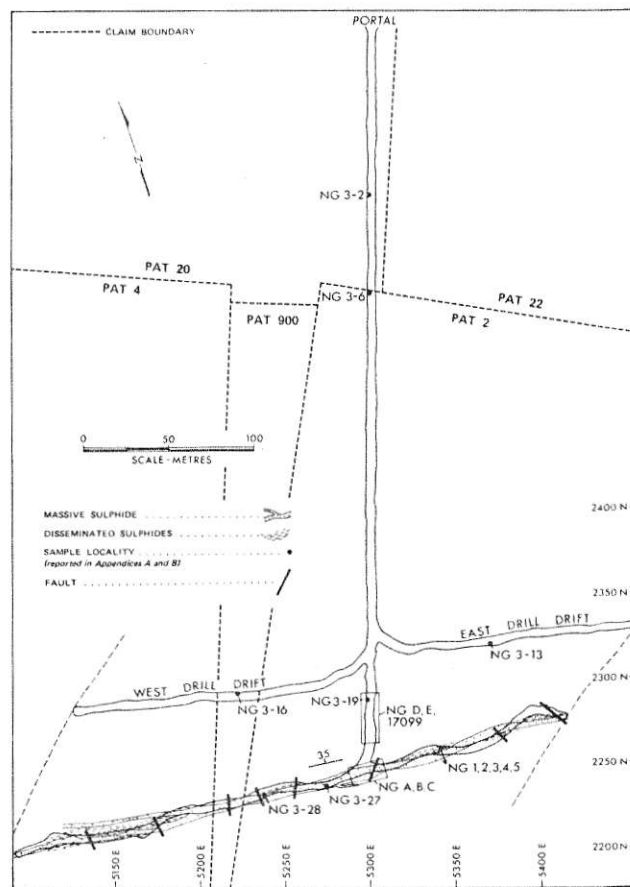 PORTAL
CLAIM BOUNDARY
N
NG 3-2
PAT 20
PAT 4
NG 3-6
PAT 22
PAT 2
PAT 900
0 50 100
SCALE - METRES
2400 N
MASSIVE SULPHIDE
DISSEMINATED SULPHIDES
SAMPLE LOCALITY
(reported in Appendices A and B)
FAULT
2350 N
EAST DRILL DRIFT
NG 3-13
2300 N
WEST DRILL DRIFT
NG 3-16
NG 3-19
NG D, E,
17099
35
NG 1,2,3,4,5
2250 N
NG A, B, C
NG 3-27
NG 3-28
2200 N
5150 E
5200 E
5250 E
5300 E
5350 E
5400 E